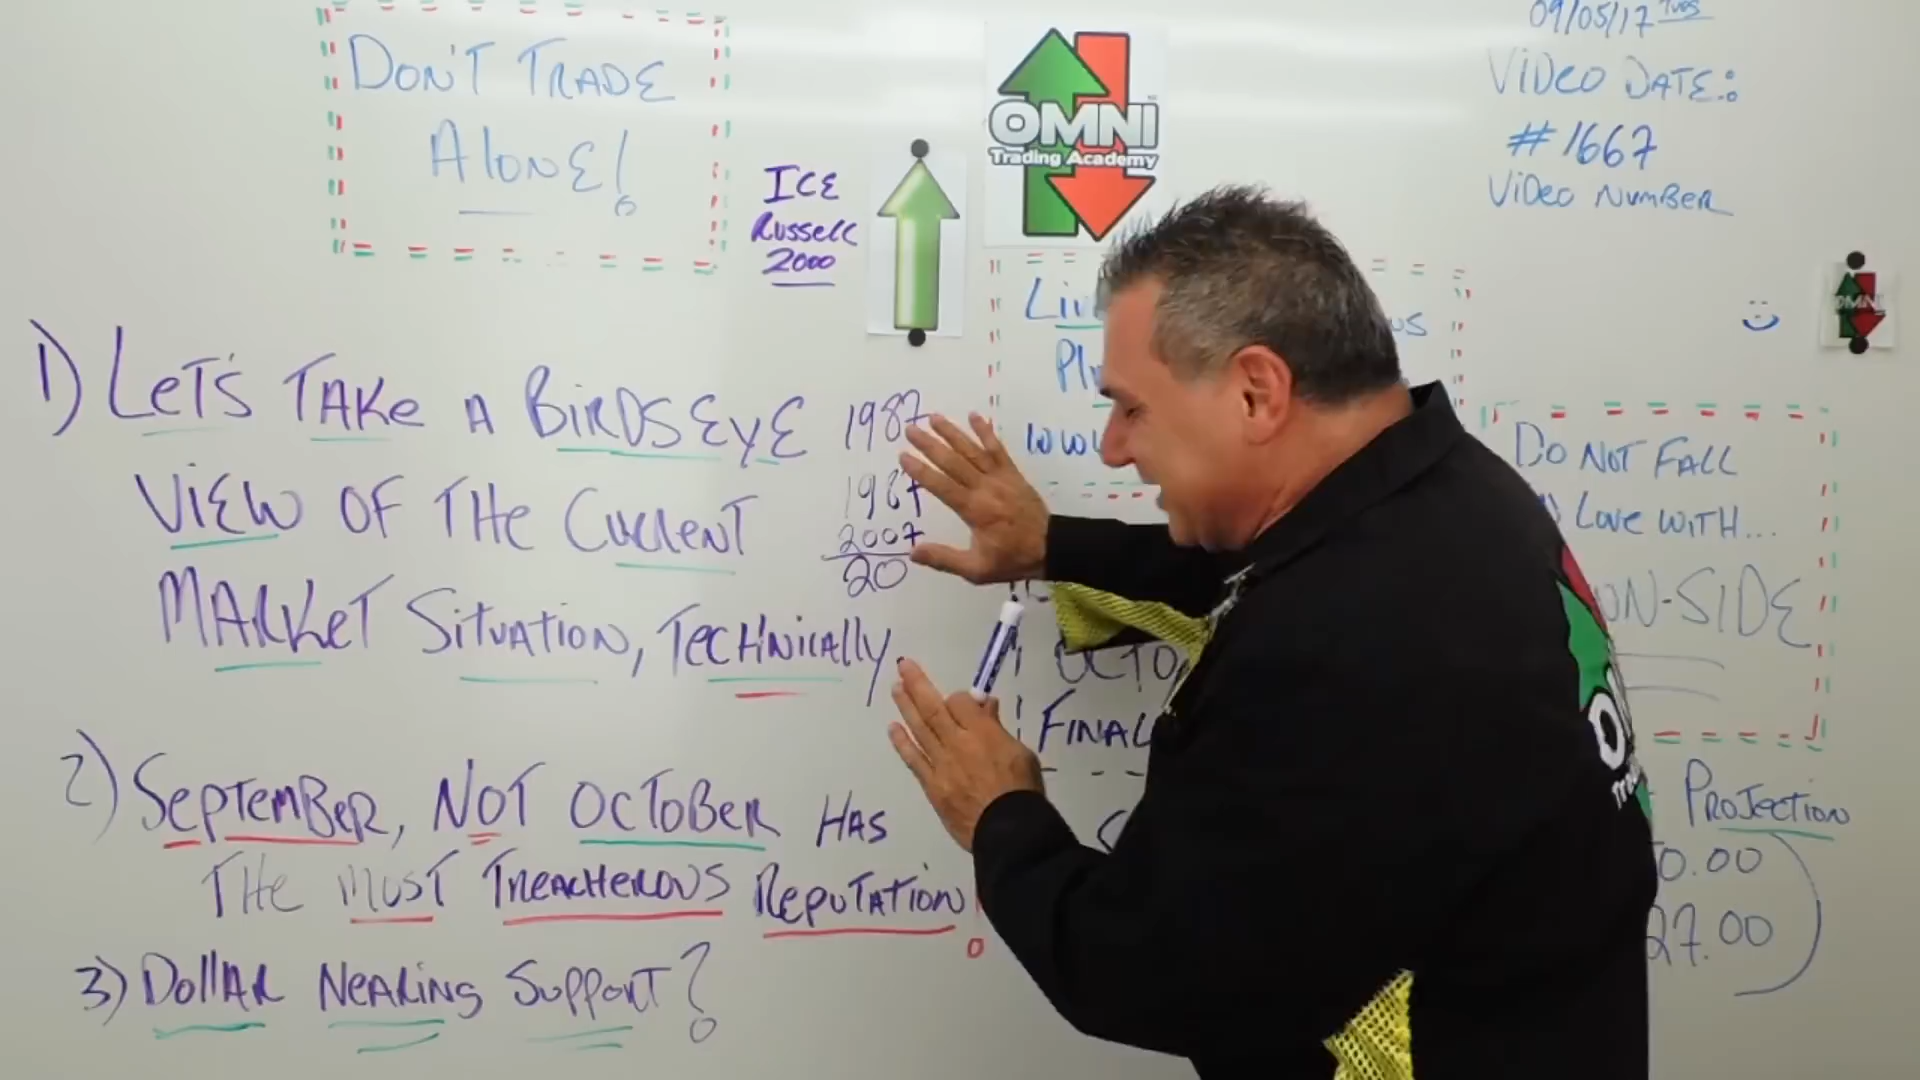 DON'T TRADE
ALONE!
ICE
RUSSELL
2000
OMNI
Trading Academy
09/05/17 TUES
VIDEO DATE:
#1667
VIDEO NUMBER
OMNI
1) LET'S TAKE A BIRDSEYE
VIEW OF THE CURRENT
MARKET SITUATION, TECHNICALLY.
1987
1987
2007
20
2) SEPTEMBER, NOT OCTOBER HAS
THE MOST TREACHEROUS REPUTATION!
3) DOLLAR NEARING SUPPORT?
OCTO
FINAL
DO NOT FALL
LOVE WITH...
ON-SIDE
PROJECTION
0.00
27.00